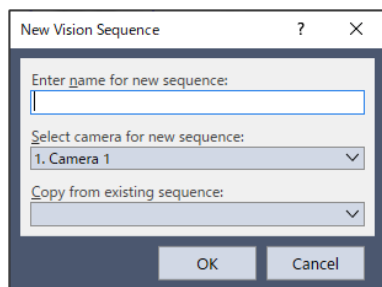 New Vision Sequence
Enter name for new sequence:
Select camera for new sequence:
1. Camera 1
Copy from existing sequence:
OK
Cancel